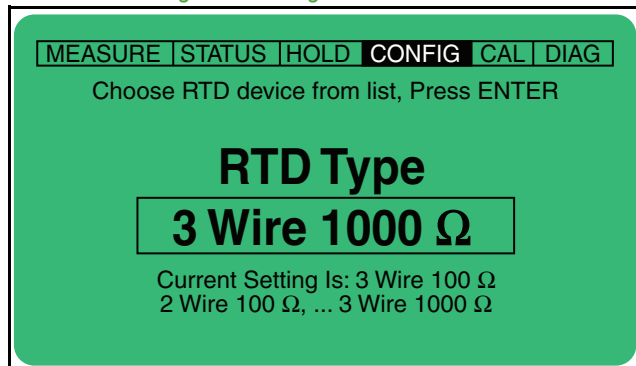 MEASURE STATUS HOLD CONFIG CAL DIAG
Choose RTD device from list, Press ENTER
RTD Type
3 Wire 1000 Ω
Current Setting Is: 3 Wire 100 Ω
2 Wire 100 Ω, ... 3 Wire 1000 Ω